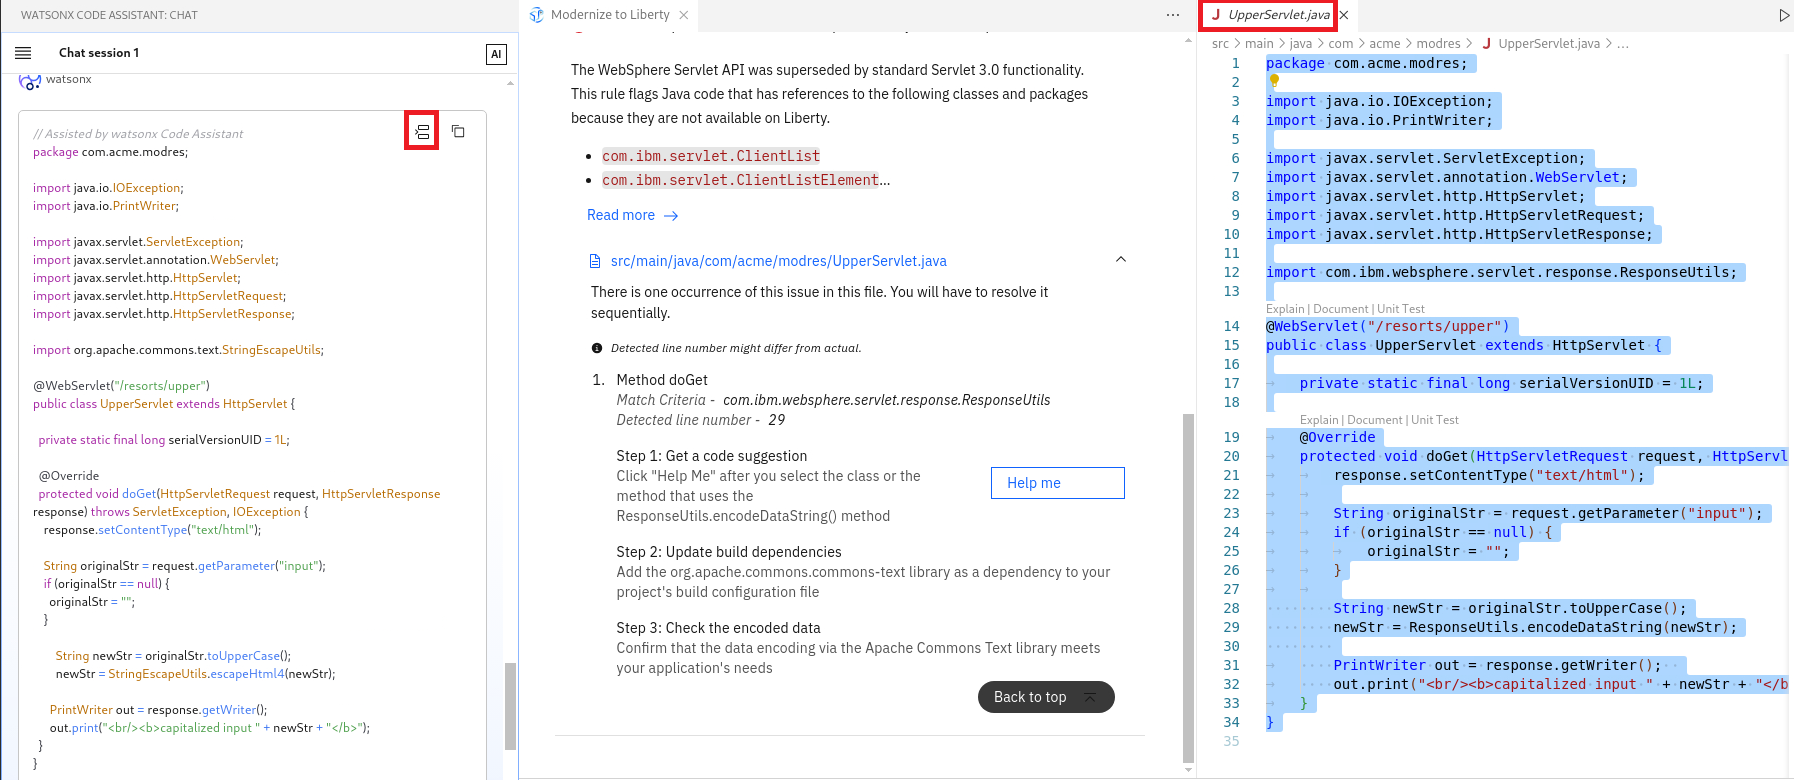 WATSONX CODE ASSISTANT: CHAT
Chat session 1
AI
watsonx
// Assisted by watsonx Code Assistant
package com.acme.modres;
import java.io.IOException;
import java.io.PrintWriter;
import javax.servlet.ServletException;
import javax.servlet.annotation.WebServlet;
import javax.servlet.http.HttpServlet;
import javax.servlet.http.HttpServletRequest;
import javax.servlet.http.HttpServletResponse;
import org.apache.commons.text.StringEscapeUtils;
@WebServlet("/resorts/upper")
public class UpperServlet extends HttpServlet {
private static final long serialVersionUID = 1L;
@Override
protected void doGet(HttpServletRequest request, HttpServletResponse
response) throws ServletException, IOException {
response.setContentType("text/html");
String originalStr = request.getParameter("input");
if (originalStr == null) {
originalStr = "";
}
String newStr = originalStr.toUpperCase();
newStr = StringEscapeUtils.escapeHtml4(newStr);
PrintWriter out = response.getWriter();
out.print("<br/><b>capitalized input " + newStr + "</b>");
}
}
Modernize to Liberty
The WebSphere Servlet API was superseded by standard Servlet 3.0 functionality.
This rule flags Java code that has references to the following classes and packages
because they are not available on Liberty.
• com.ibm.servlet.ClientList
• com.ibm.servlet.ClientListElement...
Read more →
src/main/java/com/acme/modres/UpperServlet.java
There is one occurrence of this issue in this file. You will have to resolve it
sequentially.
Detected line number might differ from actual.
1. Method doGet
Match Criteria - com.ibm.websphere.servlet.response.ResponseUtils
Detected line number - 29
Step 1: Get a code suggestion
Click "Help Me" after you select the class or the
method that uses the
ResponseUtils.encodeDataString() method
Help me
Step 2: Update build dependencies
Add the org.apache.commons.commons-text library as a dependency to your
project's build configuration file
Step 3: Check the encoded data
Confirm that the data encoding via the Apache Commons Text library meets
your application's needs
Back to top
J UpperServlet.java
src > main > java > com > acme > modres > J UpperServlet.java > ...
1 package com.acme.modres;
2
3 import java.io.IOException;
4 import java.io.PrintWriter;
5
6 import javax.servlet.ServletException;
7 import javax.servlet.annotation.WebServlet;
8 import javax.servlet.http.HttpServlet;
9 import javax.servlet.http.HttpServletRequest;
10 import javax.servlet.http.HttpServletResponse;
11
12 import com.ibm.websphere.servlet.response.ResponseUtils;
13
Explain | Document | Unit Test
14 @WebServlet("/resorts/upper")
15 public class UpperServlet extends HttpServlet {
16
17 private static final long serialVersionUID = 1L;
18
Explain | Document | Unit Test
19 @Override
20 protected void doGet(HttpServletRequest request, HttpServl
21 response.setContentType("text/html");
22
23 String originalStr = request.getParameter("input");
24 if (originalStr == null) {
25 originalStr = "";
26 }
27
28 String newStr = originalStr.toUpperCase();
29 newStr = ResponseUtils.encodeDataString(newStr);
30
31 PrintWriter out = response.getWriter();
32 out.print("<br/><b>capitalized input " + newStr + "</b
33 }
34 }
35